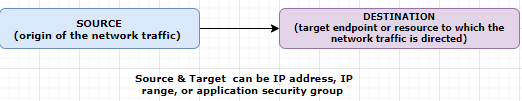 SOURCE
(origin of the network traffic)
DESTINATION
(target endpoint or resource to which the
network traffic is directed)
Source & Target can be IP address, IP
range, or application security group